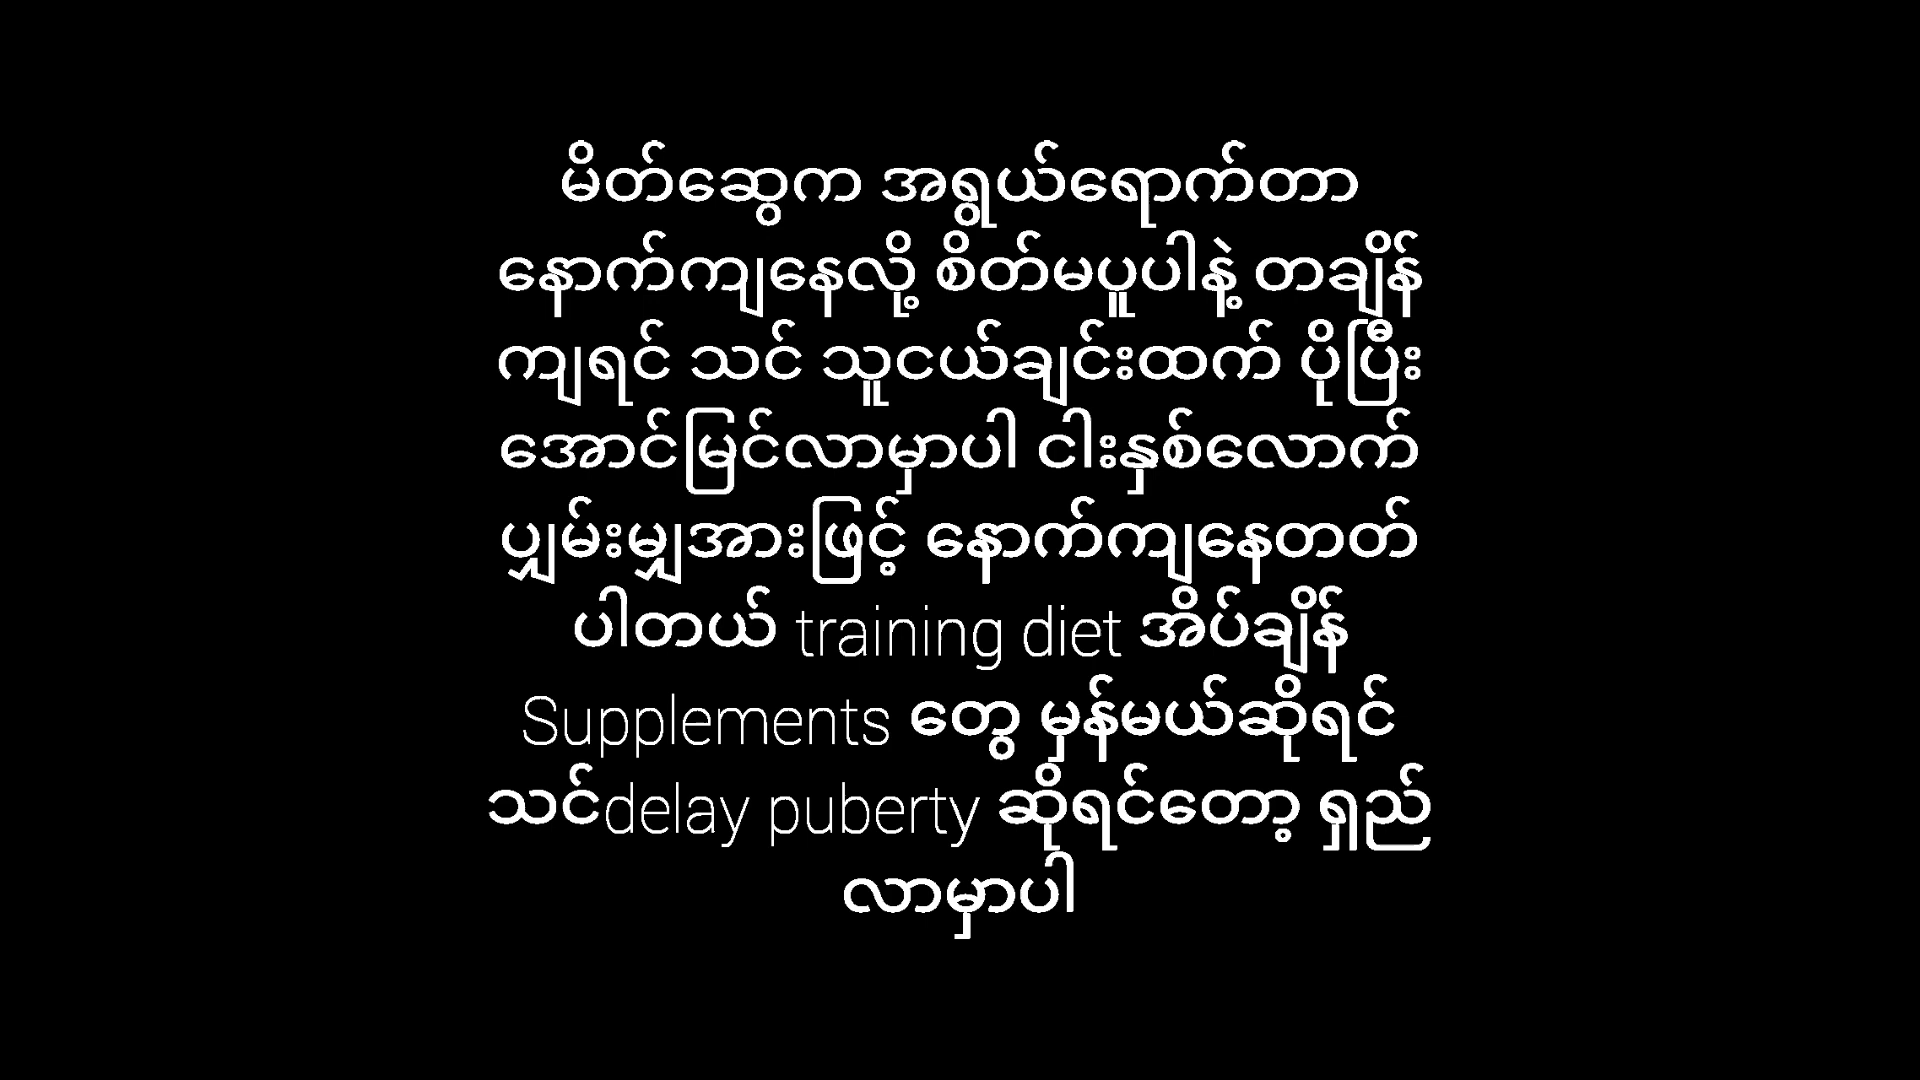 မိတ်ဆွေက အရွယ်ရောက်တာ
နောက်ကျနေလို့ စိတ်မပူပါနဲ့ တချိန်
ကျရင် သင် သူငယ်ချင်းထက် ပိုပြီး
အောင်မြင်လာမှာပါ ငါးနှစ်လောက်
ပျှမ်းမျှအားဖြင့် နောက်ကျနေတတ်
ပါတယ် training diet အိပ်ချိန်
Supplements တွေ မှန်မယ်ဆိုရင်
သင်delay puberty ဆိုရင်တော့ ရှည်
လာမှာပါ